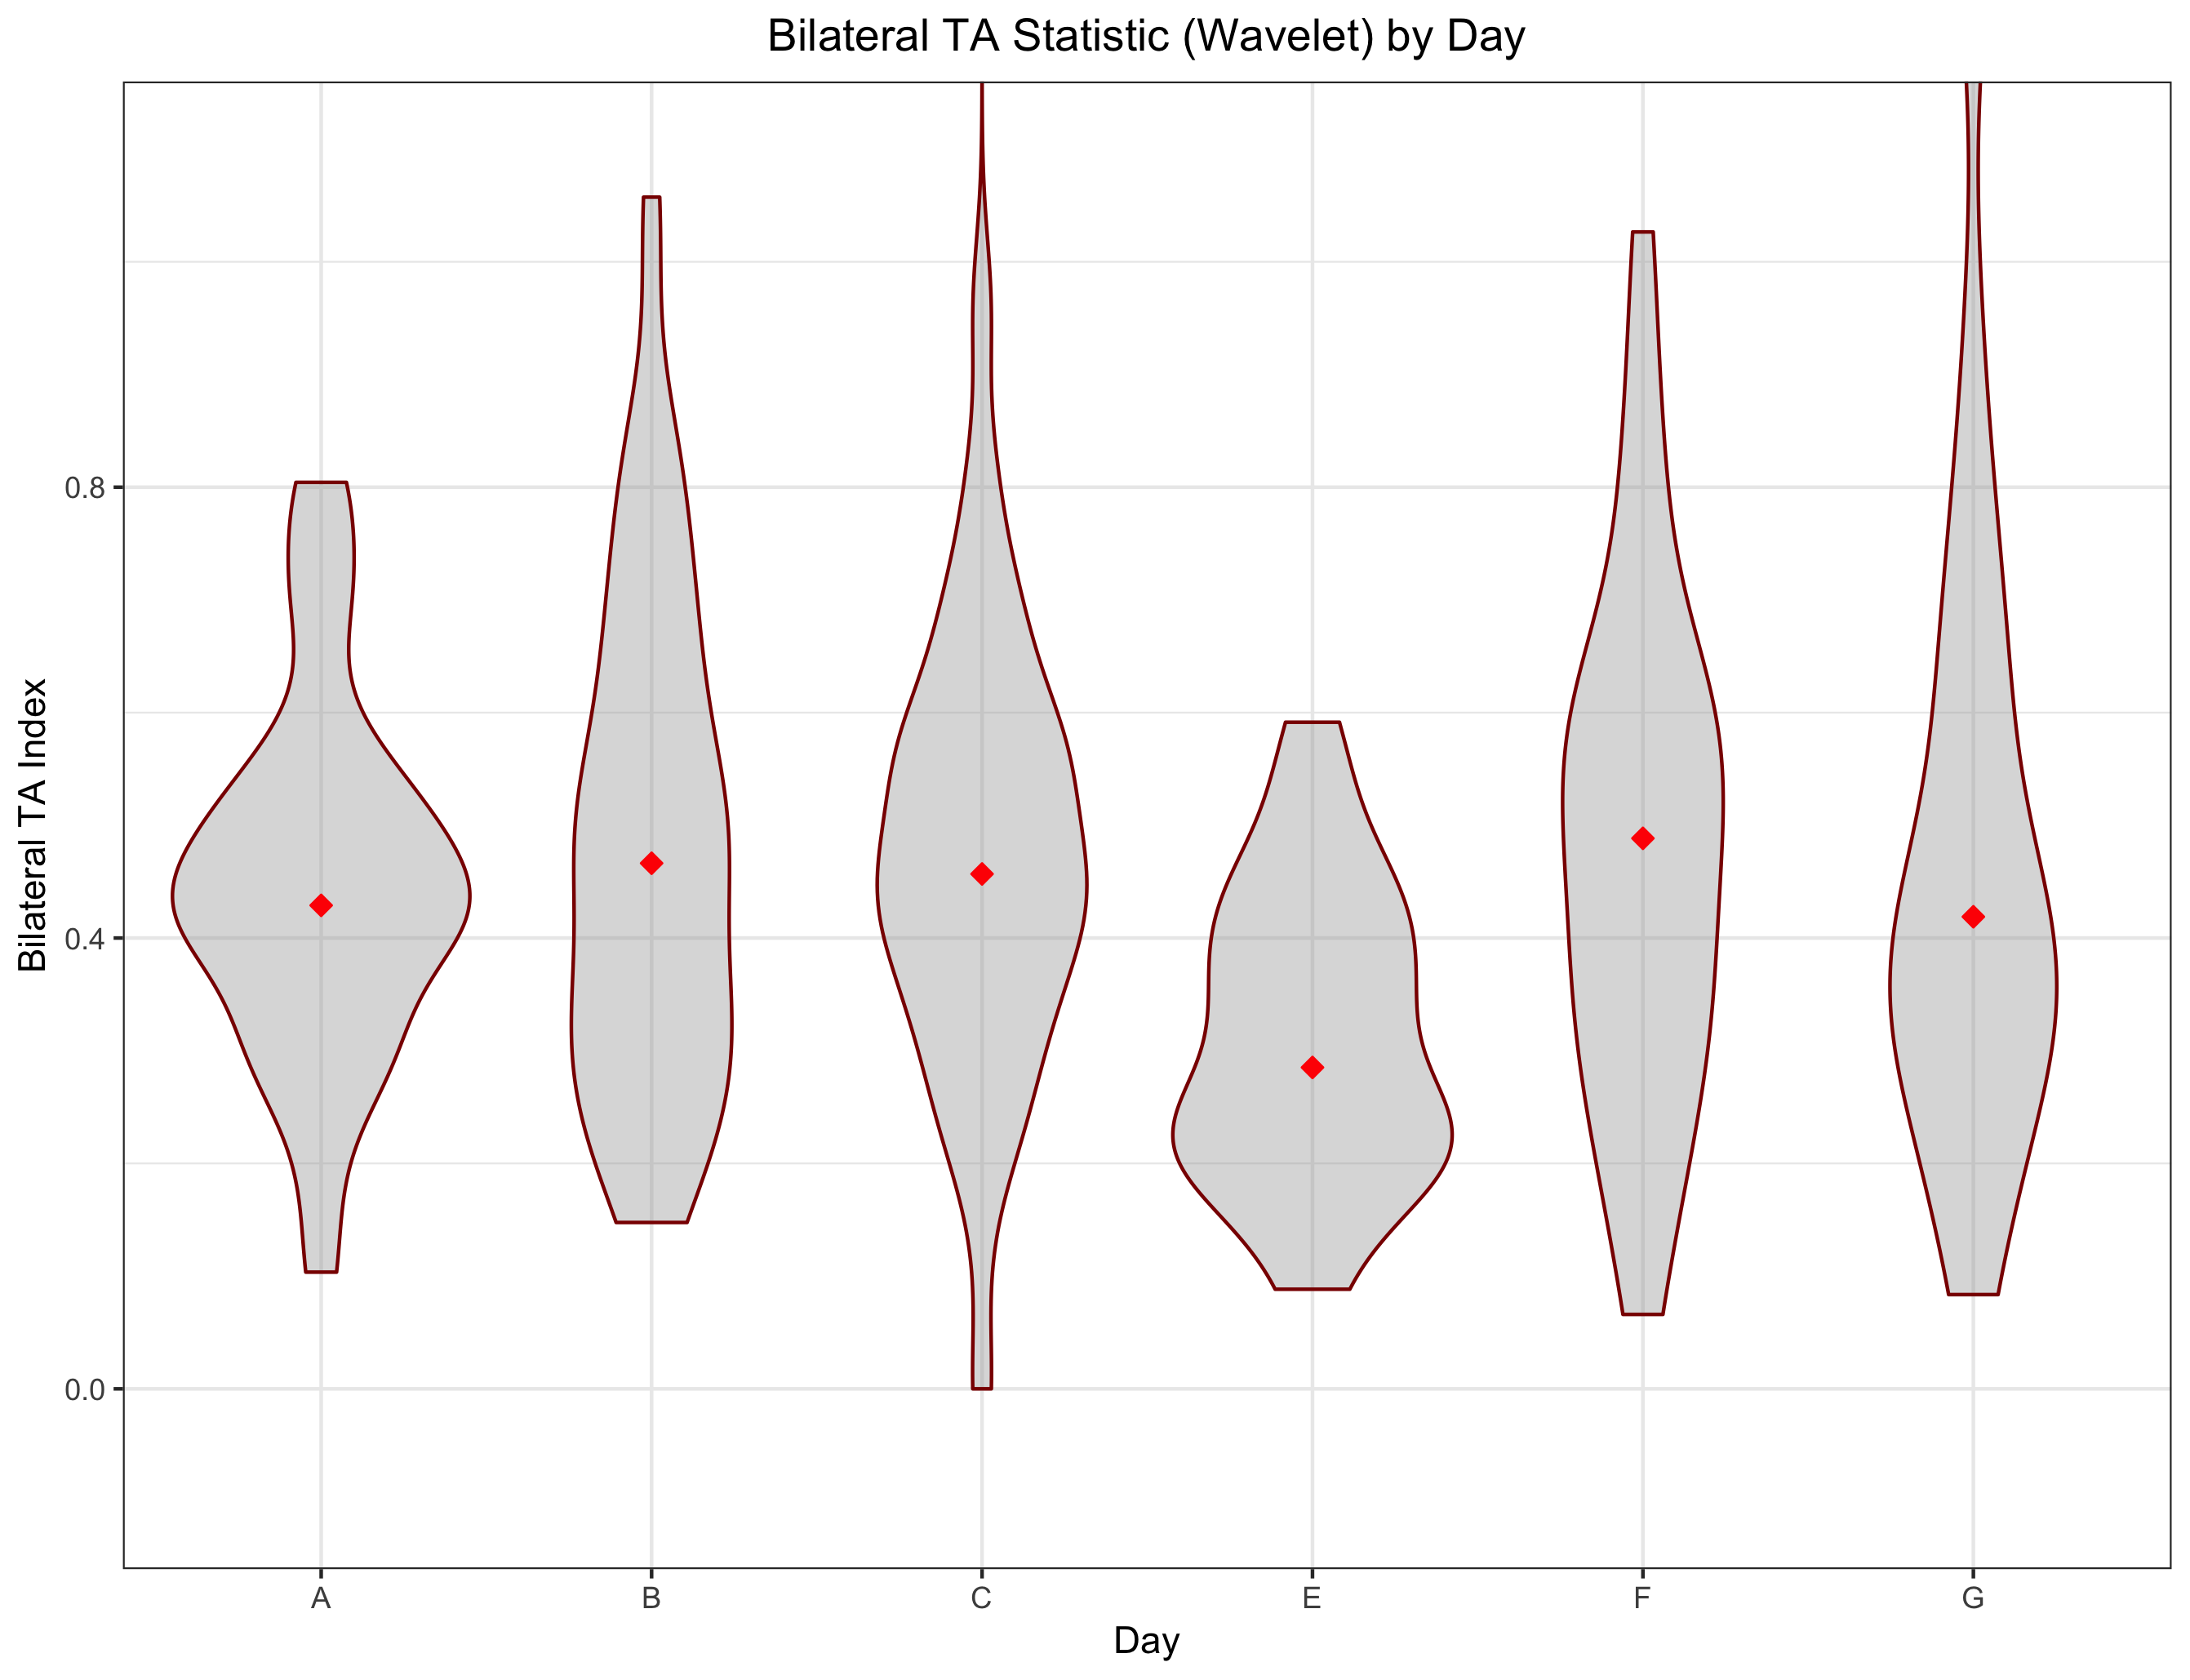 Bilateral TA Statistic (Wavelet) by Day
Bilateral TA Index
0.8
0.4
0.0
A B C E F G
Day